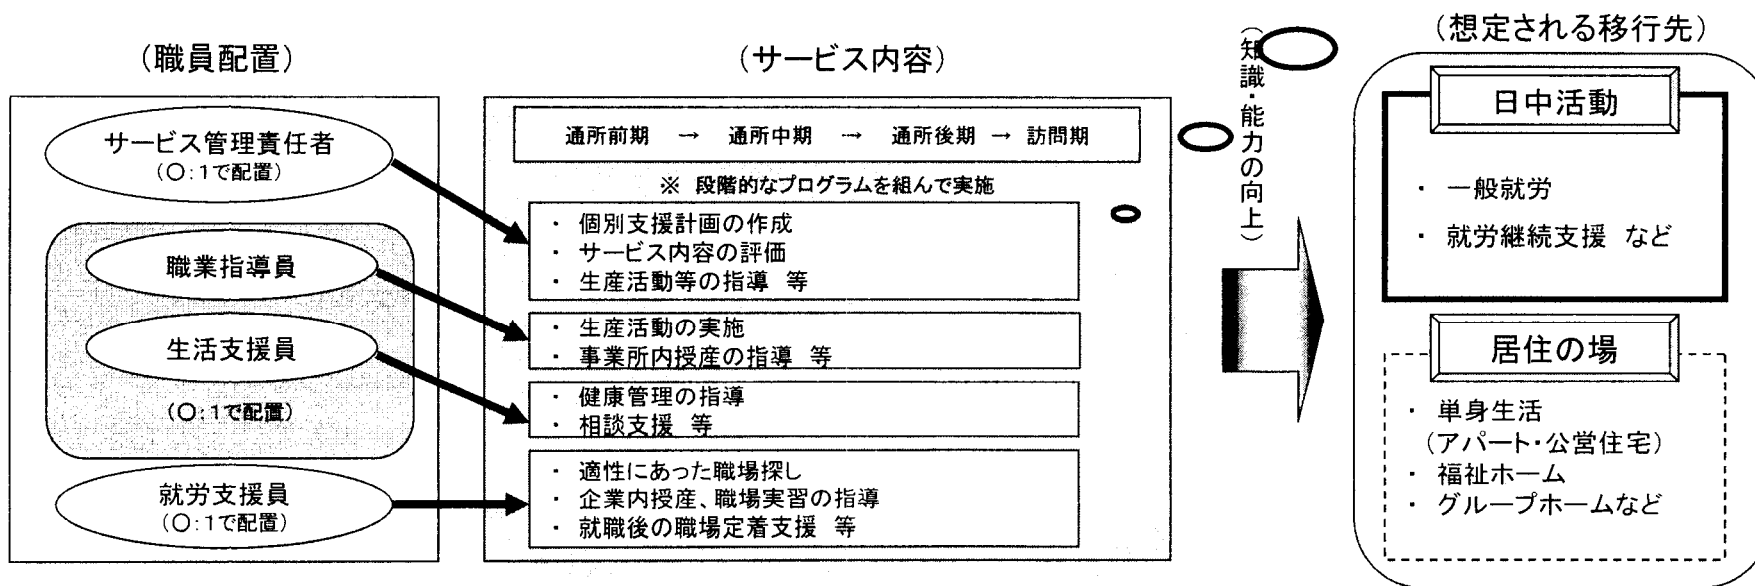 (職員配置)
サービス管理責任者
(〇:1で配置)
職業指導員
生活支援員
(〇:1で配置)
就労支援員
(〇:1で配置)
(サービス内容)
通所前期 → 通所中期 → 通所後期 → 訪問期
※ 段階的なプログラムを組んで実施
・ 個別支援計画の作成
・ サービス内容の評価
・ 生産活動等の指導 等
・ 生産活動の実施
・ 事業所内授産の指導 等
・ 健康管理の指導
・ 相談支援 等
・ 適性にあった職場探し
・ 企業内授産、職場実習の指導
・ 就職後の職場定着支援 等
(知識・能力の向上)
(想定される移行先)
日中活動
・ 一般就労
・ 就労継続支援 など
居住の場
・ 単身生活
(アパート・公営住宅)
・ 福祉ホーム
・ グループホームなど